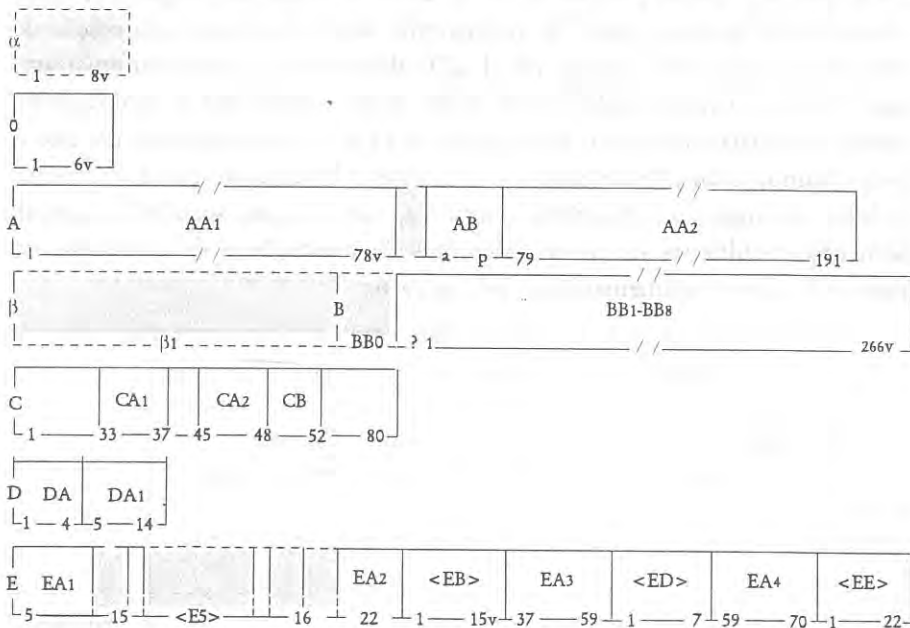 α
1 8v
0
1 6v
A AA1 AB AA2
1 78v a p 79 191
β B BB1-BB8
β1 BB0 ? 1 266v
C CA1 CA2 CB
1 33 37 45 48 52 80
D DA DA1
1 4 5 14
E EA1 EA2 <EB> EA3 <ED> EA4 <EE>
5 15 <E5> 16 22 1 15v 37 59 1 7 59 70 1 22